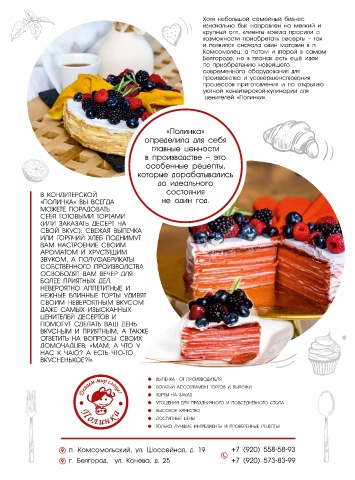 Хоть небольшой семейный бизнес
изначально был направлен на мелкий и
крупный опт, клиенты всегда просили о
возможности приобретать десерты – так
и появился сначала один магазин в п.
Комсомолец, а потом и второй в самом
Белгороде, но в планах есть ещё идеи
по приобретению новейшего
современного оборудования для
производства и усовершенствования
процессов приготовления и по открытию
уютной кондитерской-кулинарии для
ценителей «Полинки».
«Полинка»
определила для себя
главные ценности
в производстве – это
особенные рецепты,
которые дорабатывались
до идеального
состояния
не один год.
В КОНДИТЕРСКОЙ
«ПОЛИНКА» ВЫ ВСЕГДА
МОЖЕТЕ ПОРАДОВАТЬ
СЕБЯ ГОТОВЫМИ ТОРТАМИ
(ИЛИ ЗАКАЗАТЬ ДЕСЕРТ НА
СВОЙ ВКУС): СВЕЖАЯ ВЫПЕЧКА
ИЛИ ГОРЯЧИЙ ХЛЕБ ПОДНИМУТ
ВАМ НАСТРОЕНИЕ СВОИМ
АРОМАТОМ И ХРУСТЯЩИМ
ЗВУКОМ, А ПОЛУФАБРИКАТЫ
СОБСТВЕННОГО ПРОИЗВОДСТВА
ОСВОБОДЯТ ВАМ ВЕЧЕР ДЛЯ
БОЛЕЕ ПРИЯТНЫХ ДЕЛ.
НЕВЕРОЯТНО АППЕТИТНЫЕ И
НЕЖНЫЕ БЛИННЫЕ ТОРТЫ УДИВЯТ
СВОИМ НЕВЕРОЯТНЫМ ВКУСОМ
ДАЖЕ САМЫХ ИЗЫСКАННЫХ
ЦЕНИТЕЛЕЙ ДЕСЕРТОВ И
ПОМОГУТ СДЕЛАТЬ ВАШ ДЕНЬ
ВКУСНЫМ И ПРИЯТНЫМ, А ТАКЖЕ
ОТВЕТИТЬ НА ВОПРОСЫ СВОИХ
ДОМОЧАДЦЕВ: «МАМ, А ЧТО У
НАС К ЧАЮ? А ЕСТЬ ЧТО-ТО
ВКУСНЕНЬКОЕ?!»
Делаем мир слаще
Полинка
ВЫПЕЧКА ОТ ПРОИЗВОДИТЕЛЯ
БОГАТЫЙ АССОРТИМЕНТ ТОРТОВ И ВЫПЕЧКИ
ТОРТЫ НА ЗАКАЗ
УГОЩЕНИЯ ДЛЯ ПРАЗДНИЧНОГО И ПОВСЕДНЕВНОГО СТОЛА
ВЫСОКОЕ КАЧЕСТВО
ДОСТУПНЫЕ ЦЕНЫ
ТОЛЬКО ЛУЧШИЕ ИНГРЕДИЕНТЫ И ПРОВЕРЕННЫЕ РЕЦЕПТЫ
п. Комсомольский, ул. Шоссейная, д. 19
г. Белгород, ул. Конева, д. 25
+7 (920) 558-58-93
+7 (920) 573-83-99